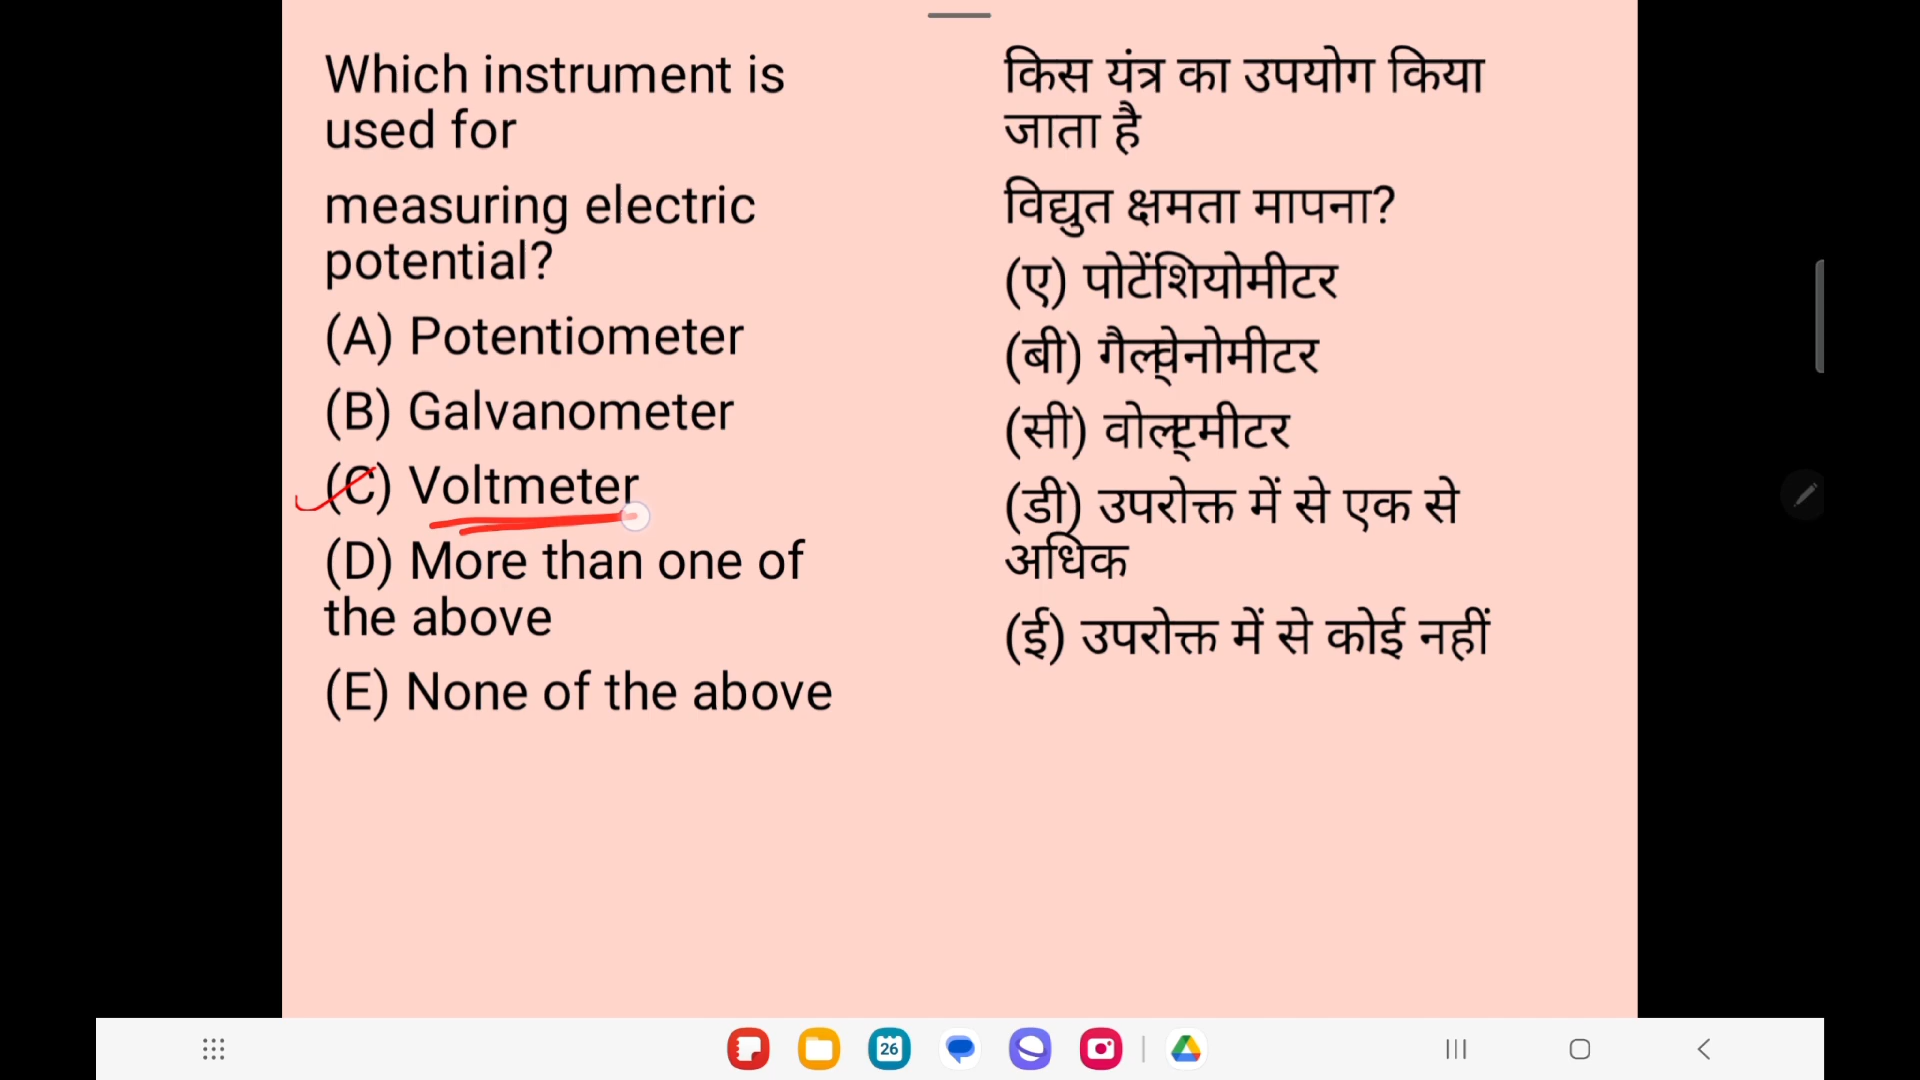 Which instrument is
used for
measuring electric
potential?
(A) Potentiometer
(B) Galvanometer
(C) Voltmeter
(D) More than one of
the above
(E) None of the above
किस यंत्र का उपयोग किया
जाता है
विद्युत क्षमता मापना?
(ए) पोटेंशियोमीटर
(बी) गैल्वेनोमीटर
(सी) वोल्टमीटर
(डी) उपरोक्त में से एक से
अधिक
(ई) उपरोक्त में से कोई नहीं
26